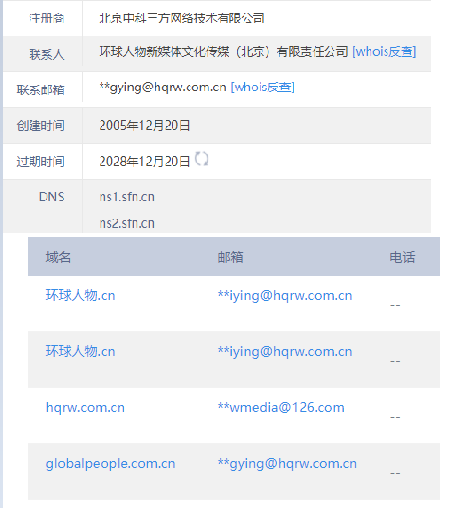 注册商 北京中科三方网络技术有限公司
联系人 环球人物新媒体文化传媒（北京）有限责任公司 [whois反查]
联系邮箱 **gying@hqrw.com.cn [whois反查]
创建时间 2005年12月20日
过期时间 2028年12月20日
DNS ns1.sfn.cn
ns2.sfn.cn
域名 邮箱 电话
环球人物.cn **iying@hqrw.com.cn --
环球人物.cn **iying@hqrw.com.cn --
hqrw.com.cn **wmedia@126.com --
globalpeople.com.cn **gying@hqrw.com.cn --